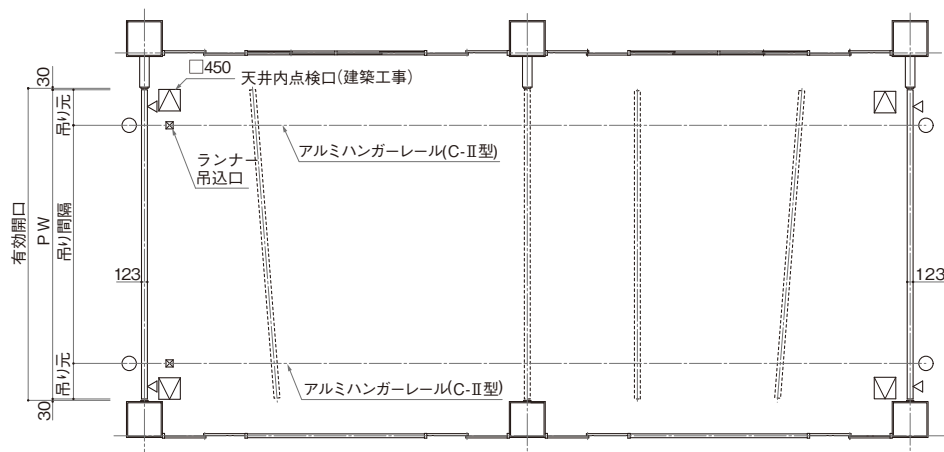 □450
天井内点検口(建築工事)
30
吊り元
アルミハンガーレール(C-Ⅱ型)
ランナー
吊込口
有効開口
PW
吊り間隔
123
123
吊り元
アルミハンガーレール(C-Ⅱ型)
30